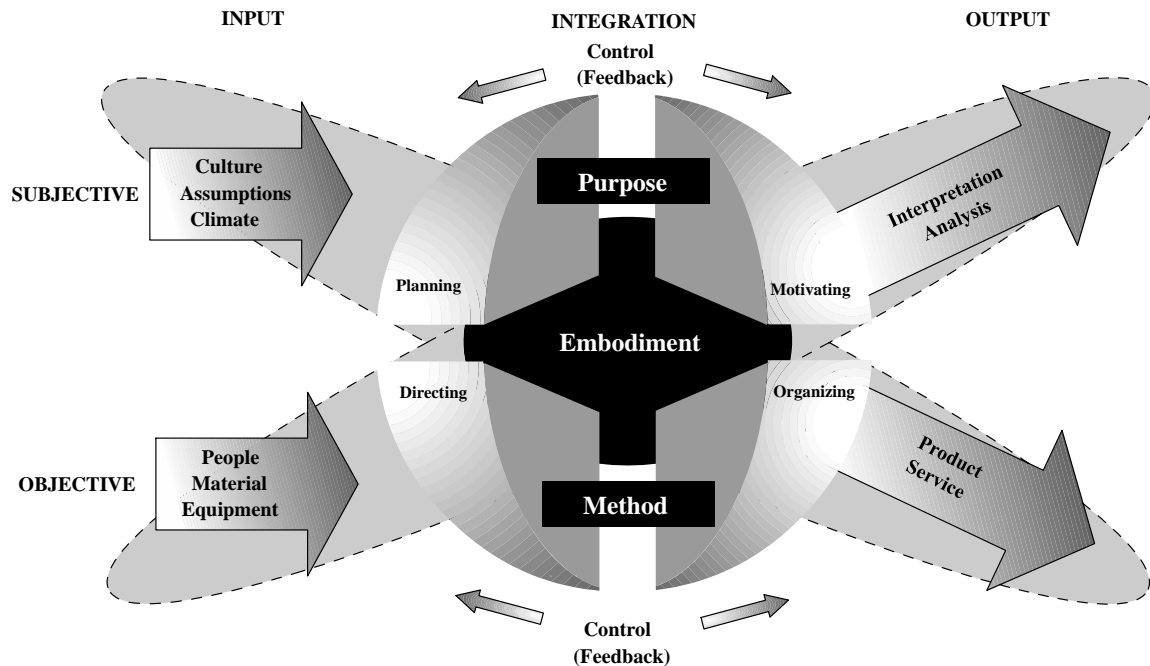 INPUT
INTEGRATION
OUTPUT
Control
(Feedback)
SUBJECTIVE
Culture
Assumptions
Climate
Purpose
Interpretation
Analysis
Planning
Motivating
Embodiment
Directing
Organizing
OBJECTIVE
People
Material
Equipment
Method
Product
Service
Control
(Feedback)